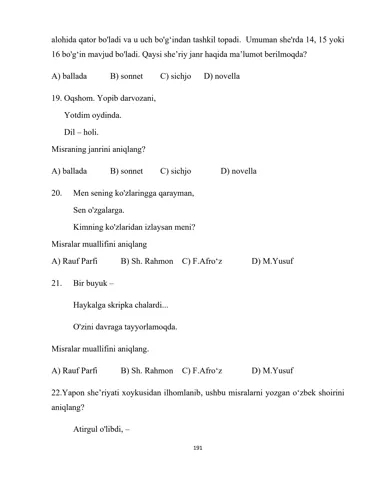 alohida qator bo'ladi va u uch bo'g‘indan tashkil topadi.  Umuman she'rda 14, 15 yoki
16 bo'g‘in mavjud bo'ladi. Qaysi she’riy janr haqida ma’lumot berilmoqda?
A) ballada B) sonnet C) sichjo D) novella
19. Oqshom. Yopib darvozani,
Yotdim oydinda.
Dil – holi.
Misraning janrini aniqlang?
A) ballada B) sonnet C) sichjo D) novella
20. Men sening ko'zlaringga qarayman,
Sen o'zgalarga.
Kimning ko'zlaridan izlaysan meni?
Misralar muallifini aniqlang
A) Rauf Parfi B) Sh. Rahmon C) F.Afro‘z D) M.Yusuf
21. Bir buyuk –
Haykalga skripka chalardi...
O'zini davraga tayyorlamoqda.
Misralar muallifini aniqlang.
A) Rauf Parfi B) Sh. Rahmon C) F.Afro‘z D) M.Yusuf
22.Yapon she’riyati xoykusidan ilhomlanib, ushbu misralarni yozgan o‘zbek shoirini
aniqlang?
Atirgul o'libdi, –
191